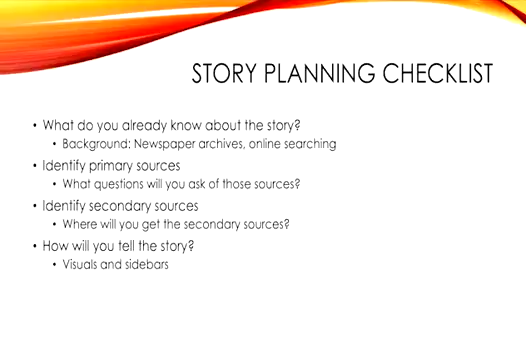 STORY PLANNING CHECKLIST
• What do you already know about the story?
• Background: Newspaper archives, online searching
• Identify primary sources
• What questions will you ask of those sources?
• Identify secondary sources
• Where will you get the secondary sources?
• How will you tell the story?
• Visuals and sidebars